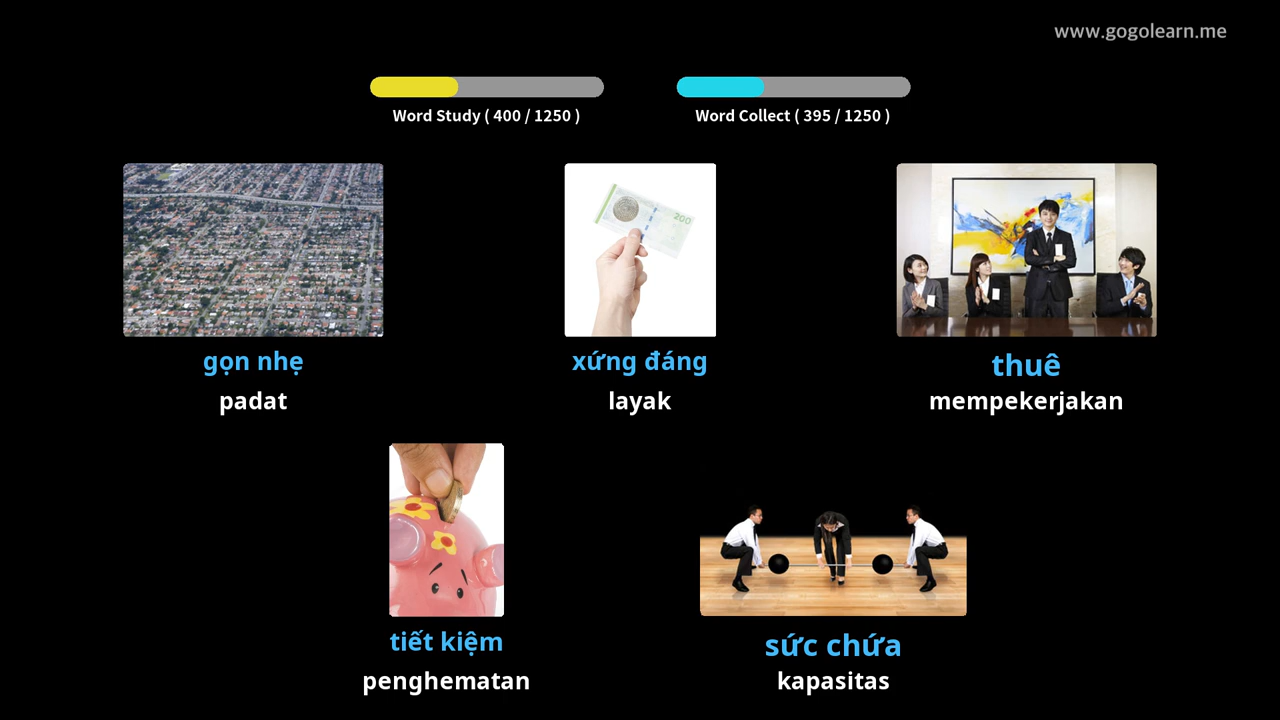 www.gogolearn.me
Word Study ( 400 / 1250 )
Word Collect ( 395 / 1250 )
200
gọn nhẹ
xứng đáng
thuê
padat
layak
mempekerjakan
tiết kiệm
sức chứa
penghematan
kapasitas